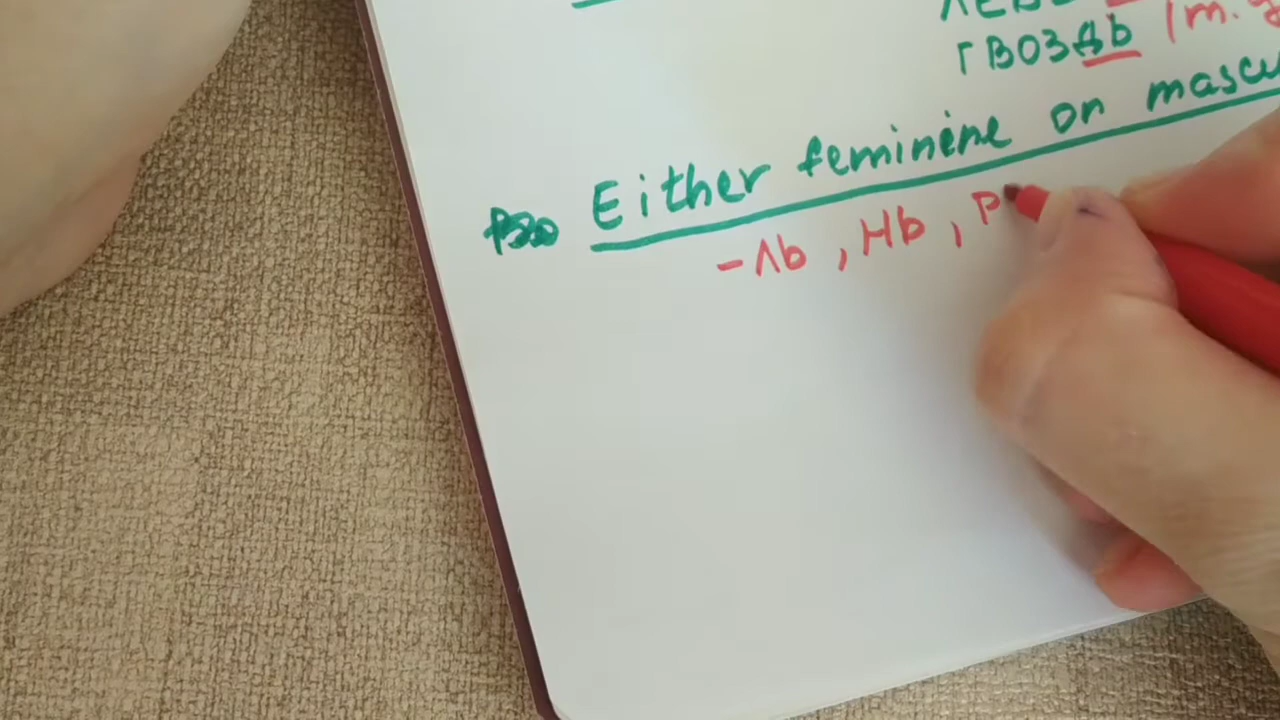 ГВОЗДЬ (m. g
Either feminine or mascu
-ЛЬ, НЬ, Р